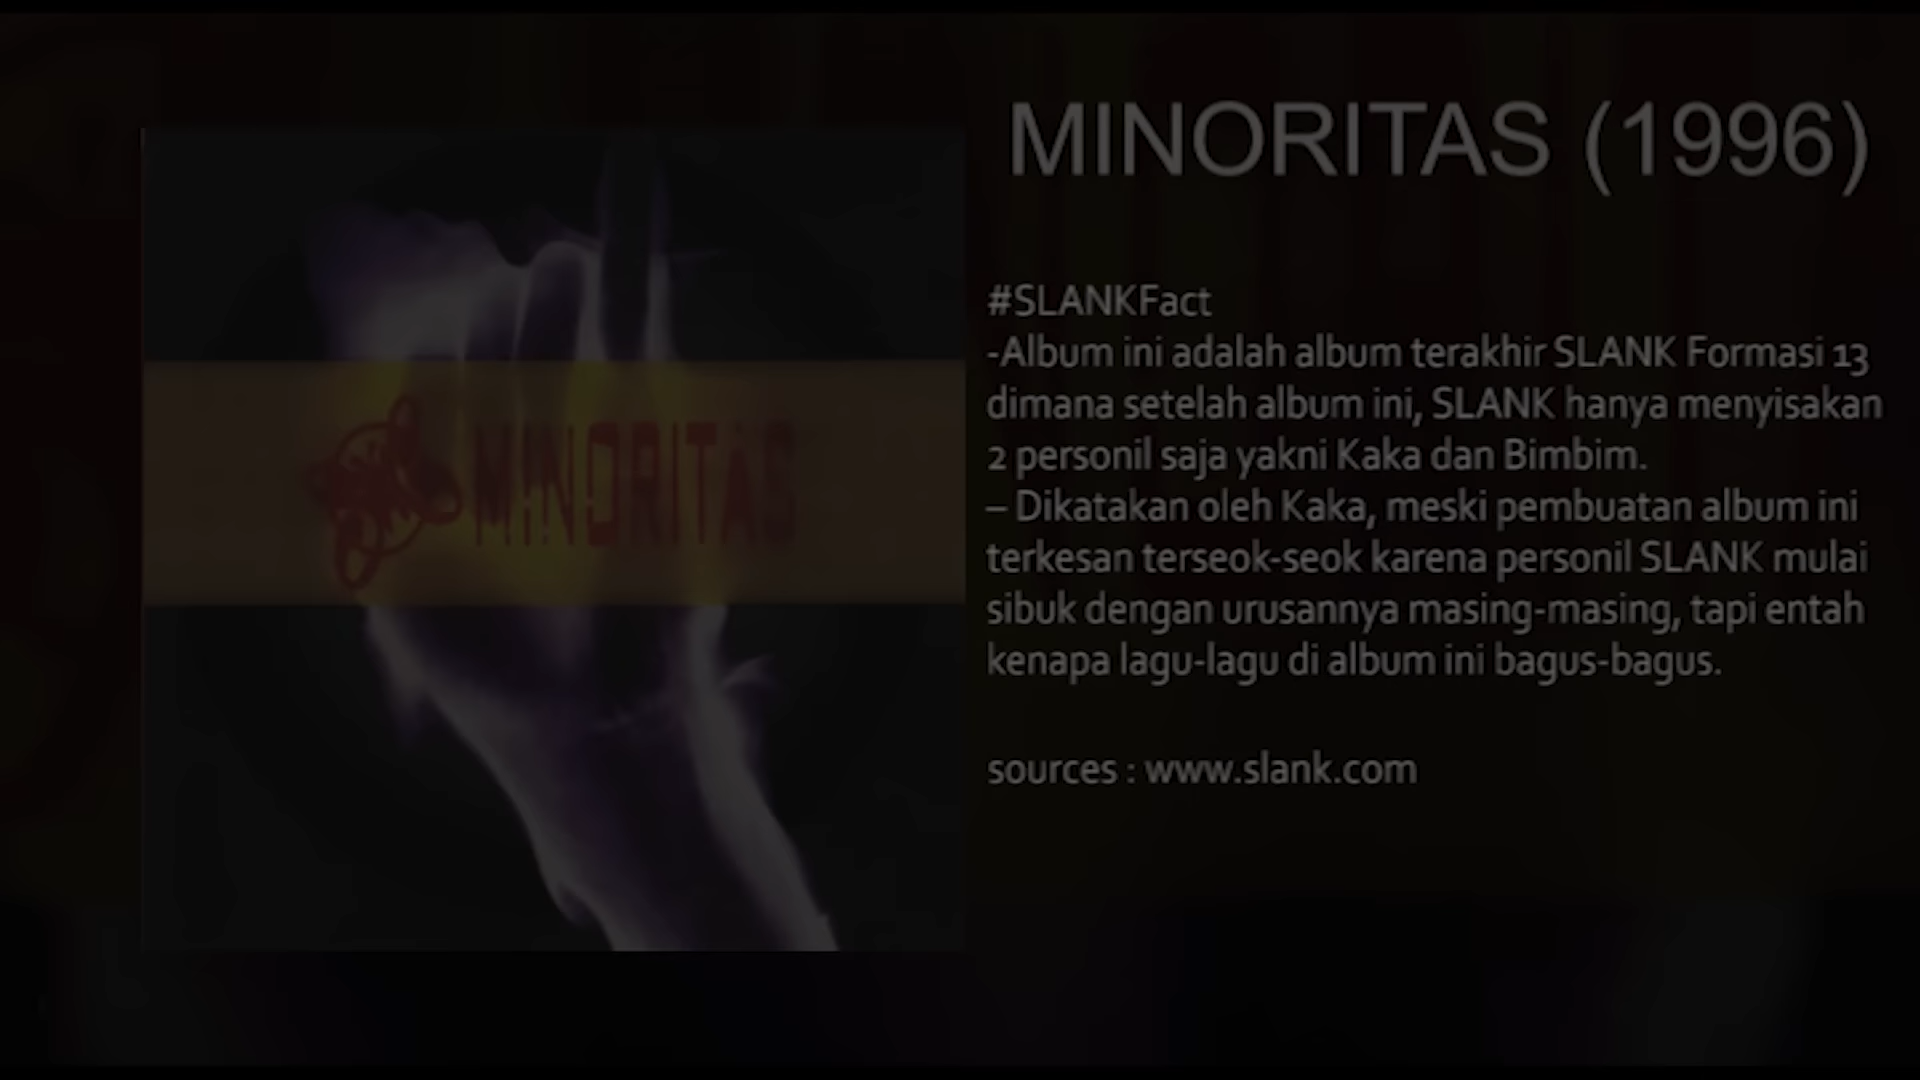 MINORITAS (1996)
MINORITAS
#SLANKFact
-Album ini adalah album terakhir SLANK Formasi 13
dimana setelah album ini, SLANK hanya menyisakan
2 personil saja yakni Kaka dan Bimbim.
– Dikatakan oleh Kaka, meski pembuatan album ini
terkesan terseok-seok karena personil SLANK mulai
sibuk dengan urusannya masing-masing, tapi entah
kenapa lagu-lagu di album ini bagus-bagus.
sources : www.slank.com